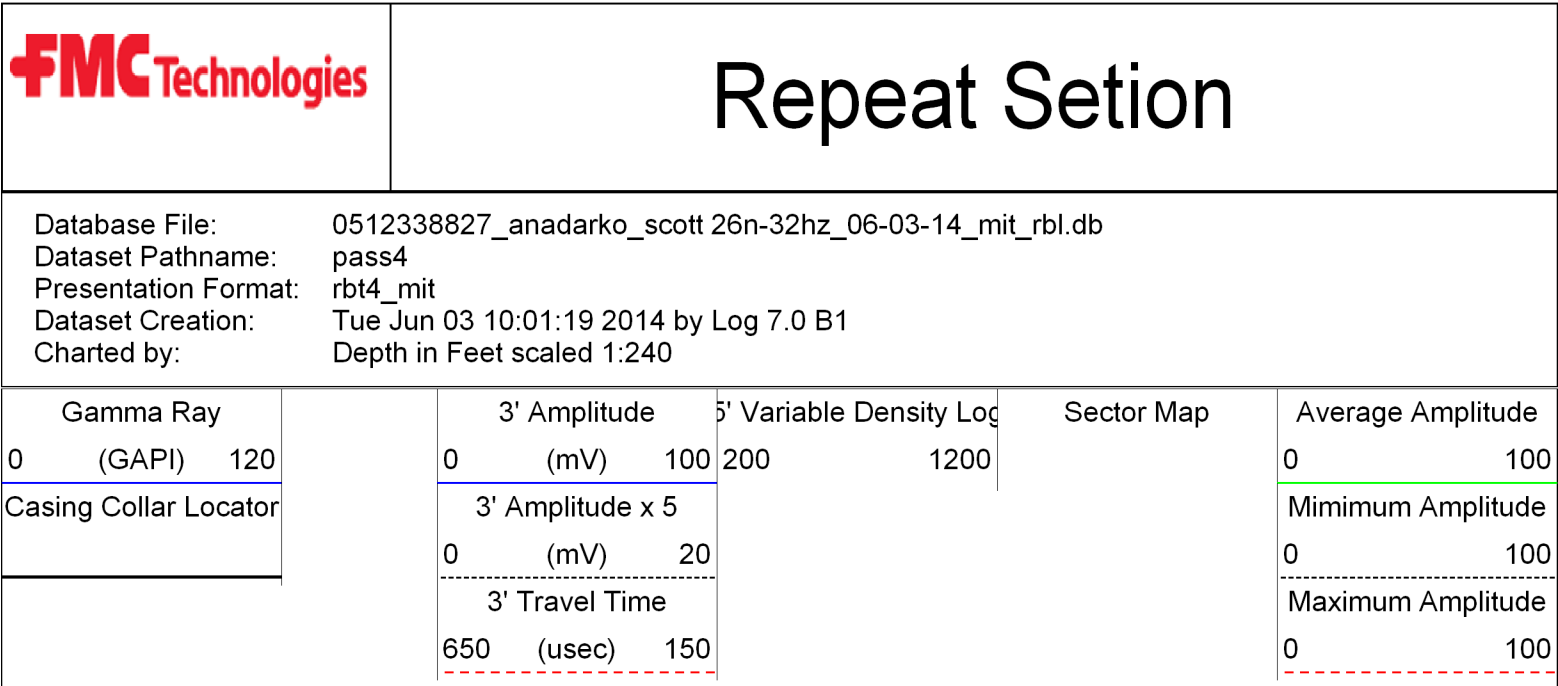 FMC Technologies
Repeat Setion
Database File: 0512338827_anadarko_scott 26n-32hz_06-03-14_mit_rbl.db
Dataset Pathname: pass4
Presentation Format: rbt4_mit
Dataset Creation: Tue Jun 03 10:01:19 2014 by Log 7.0 B1
Charted by: Depth in Feet scaled 1:240
Gamma Ray 3' Amplitude 5' Variable Density Log Sector Map Average Amplitude
0 (GAPI) 120 0 (mV) 100 200 1200 0 100
Casing Collar Locator 3' Amplitude x 5 Mimimum Amplitude
0 (mV) 20 0 100
3' Travel Time Maximum Amplitude
650 (usec) 150 0 100